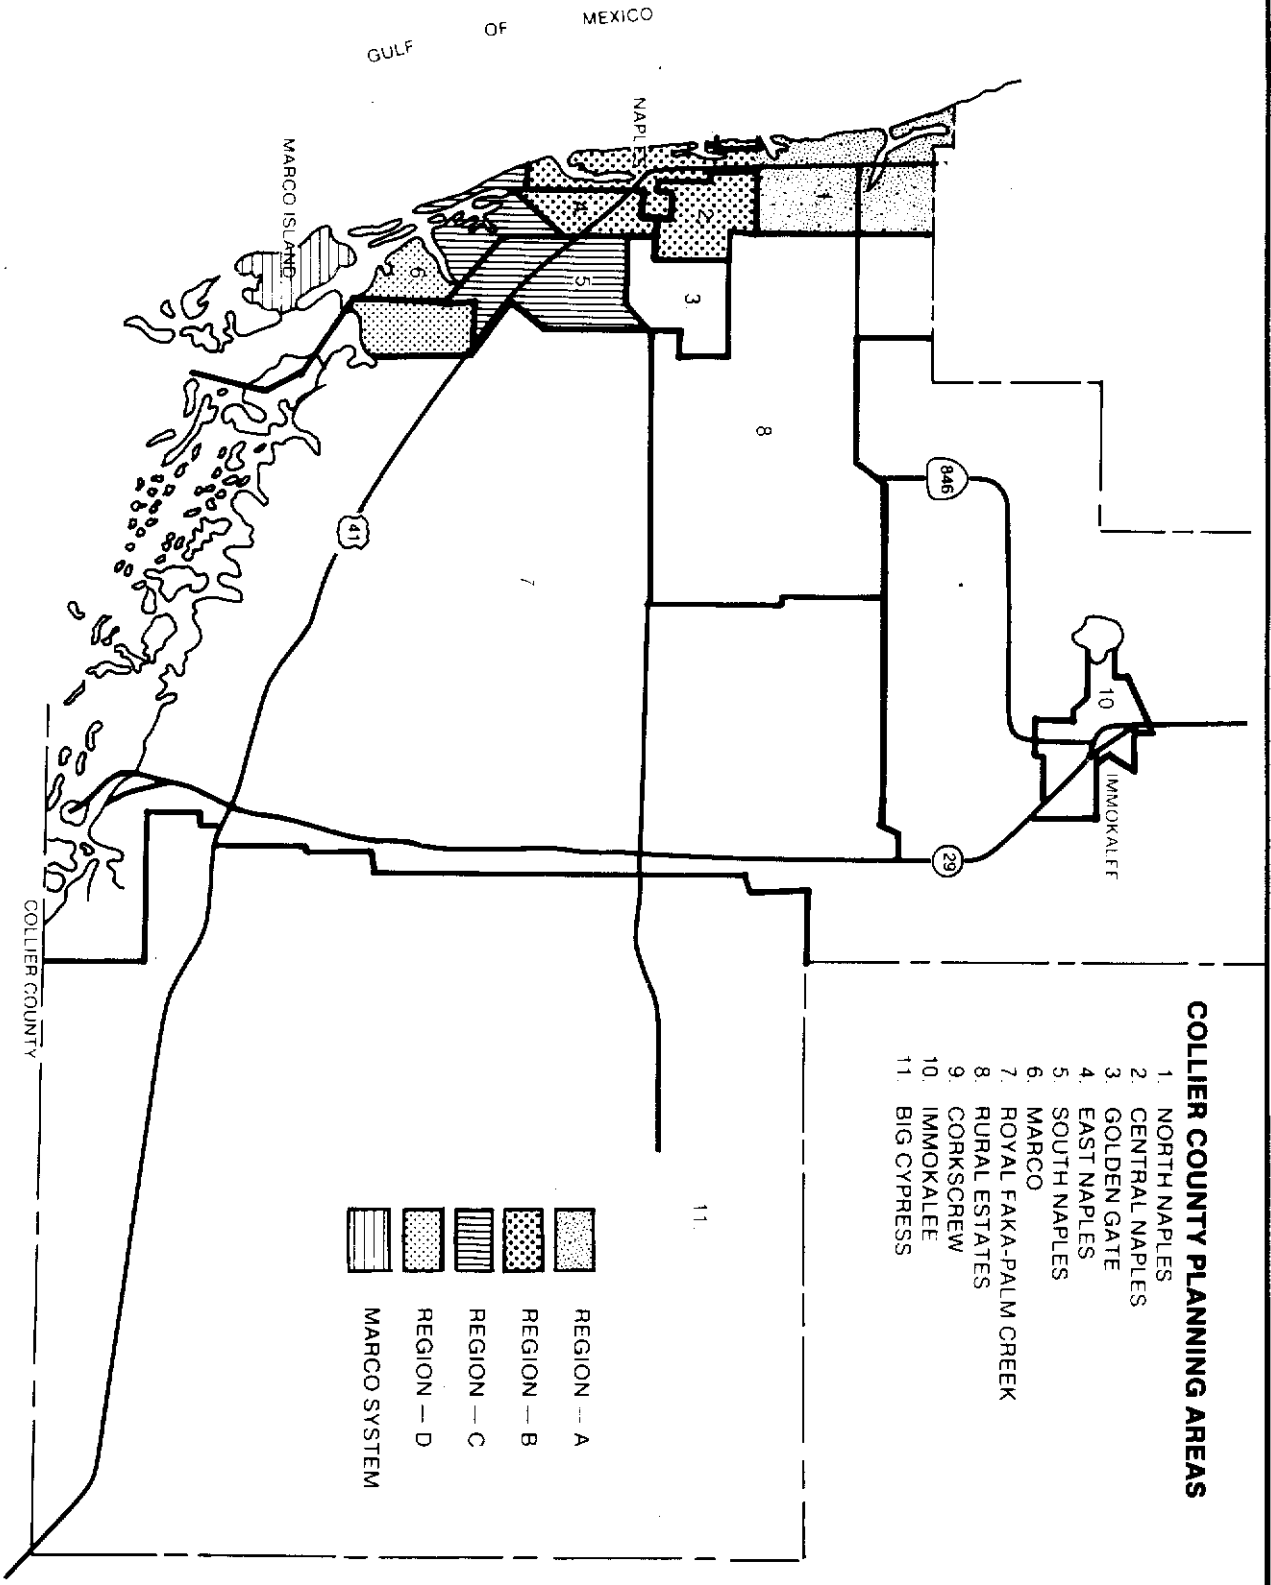 COLLIER COUNTY PLANNING AREAS
1. NORTH NAPLES
2. CENTRAL NAPLES
3. GOLDEN GATE
4. EAST NAPLES
5. SOUTH NAPLES
6. MARCO
7. ROYAL FAKA-PALM CREEK
8. RURAL ESTATES
9. CORKSCREW
10. IMMOKALEE
11. BIG CYPRESS
GULF OF MEXICO
NAPLES
MARCO ISLAND
IMMOKALEE
COLLIER COUNTY
846
29
41
1
2
3
4
5
6
7
8
10
11
REGION — A
REGION — B
REGION — C
REGION — D
MARCO SYSTEM